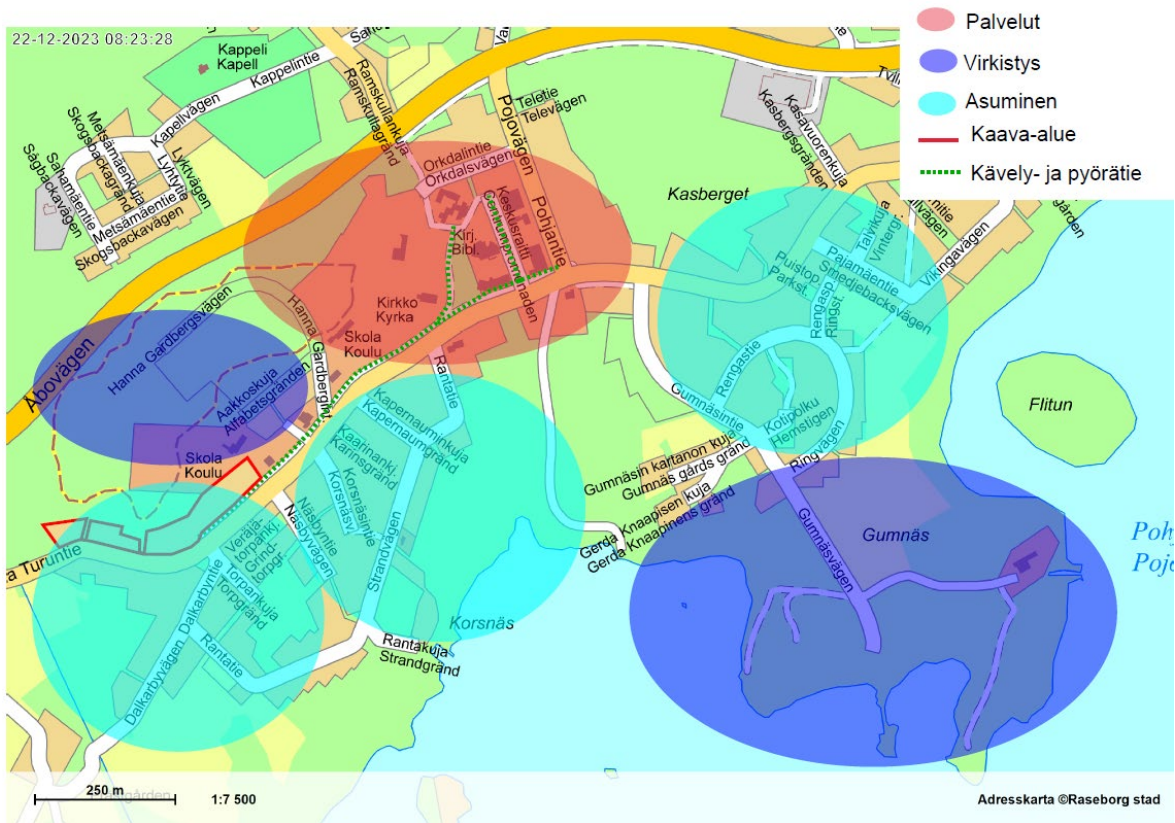 22-12-2023 08:23:28
Palvelut
Virkistys
Asuminen
Kaava-alue
Kävely- ja pyörätie
Kappeli
Kapell
Kappelintie
Kapellvägen
Ramskullankuja
Ramskullagränd
Pojovägen
Pohjantie
Teletie
Televägen
Orkdalintie
Orkdalsvägen
Metsämäenkuja
Skogsbackagränd
Lyktvägen
Lyhtytie
Sahamäentie
Sågbackavägen
Metsämäentie
Skogsbackavägen
Kasavuorenkuja
Kasbergsgränden
Kasberget
Keskusraitti
Centrumpromenaden
Kirj.
Bibl.
Kirkko
Kyrka
Skola
Koulu
Hanna Gardbergsvägen
Åbovägen
Aakkoskuja
Alfabetsgränden
Skola
Koulu
Rantatie
Kapernauminkuja
Kapernaumgränd
Kaarinankj.
Karinsgränd
Korsnäsintie
Korsnäsv.
Näsbyntie
Näsbyvägen
Strandvägen
Talvikuja
Vintergr.
Pajamäentie
Smedjebacksvägen
Vikingavägen
Puistop.
Parkst.
Rengasp.
Ringst.
Rengastie
Gumnäsintie
Kotipolku
Hemstigen
Ringvägen
Gumnäsin kartanon kuja
Gumnäs gårds gränd
Gerda Knaapisen kuja
Gerda Knaapinens gränd
Gumnäsvägen
Gumnäs
Flitun
Korsnäs
Turuntie
Veräjä-
torpankj.
Grind-
torpgr.
Torpankuja
Torpgränd
Dalkarbyvägen Dalkarbyntie
Rantatie
Rantakuja
Strandgränd
250 m
1:7 500
Adresskarta ©Raseborg stad